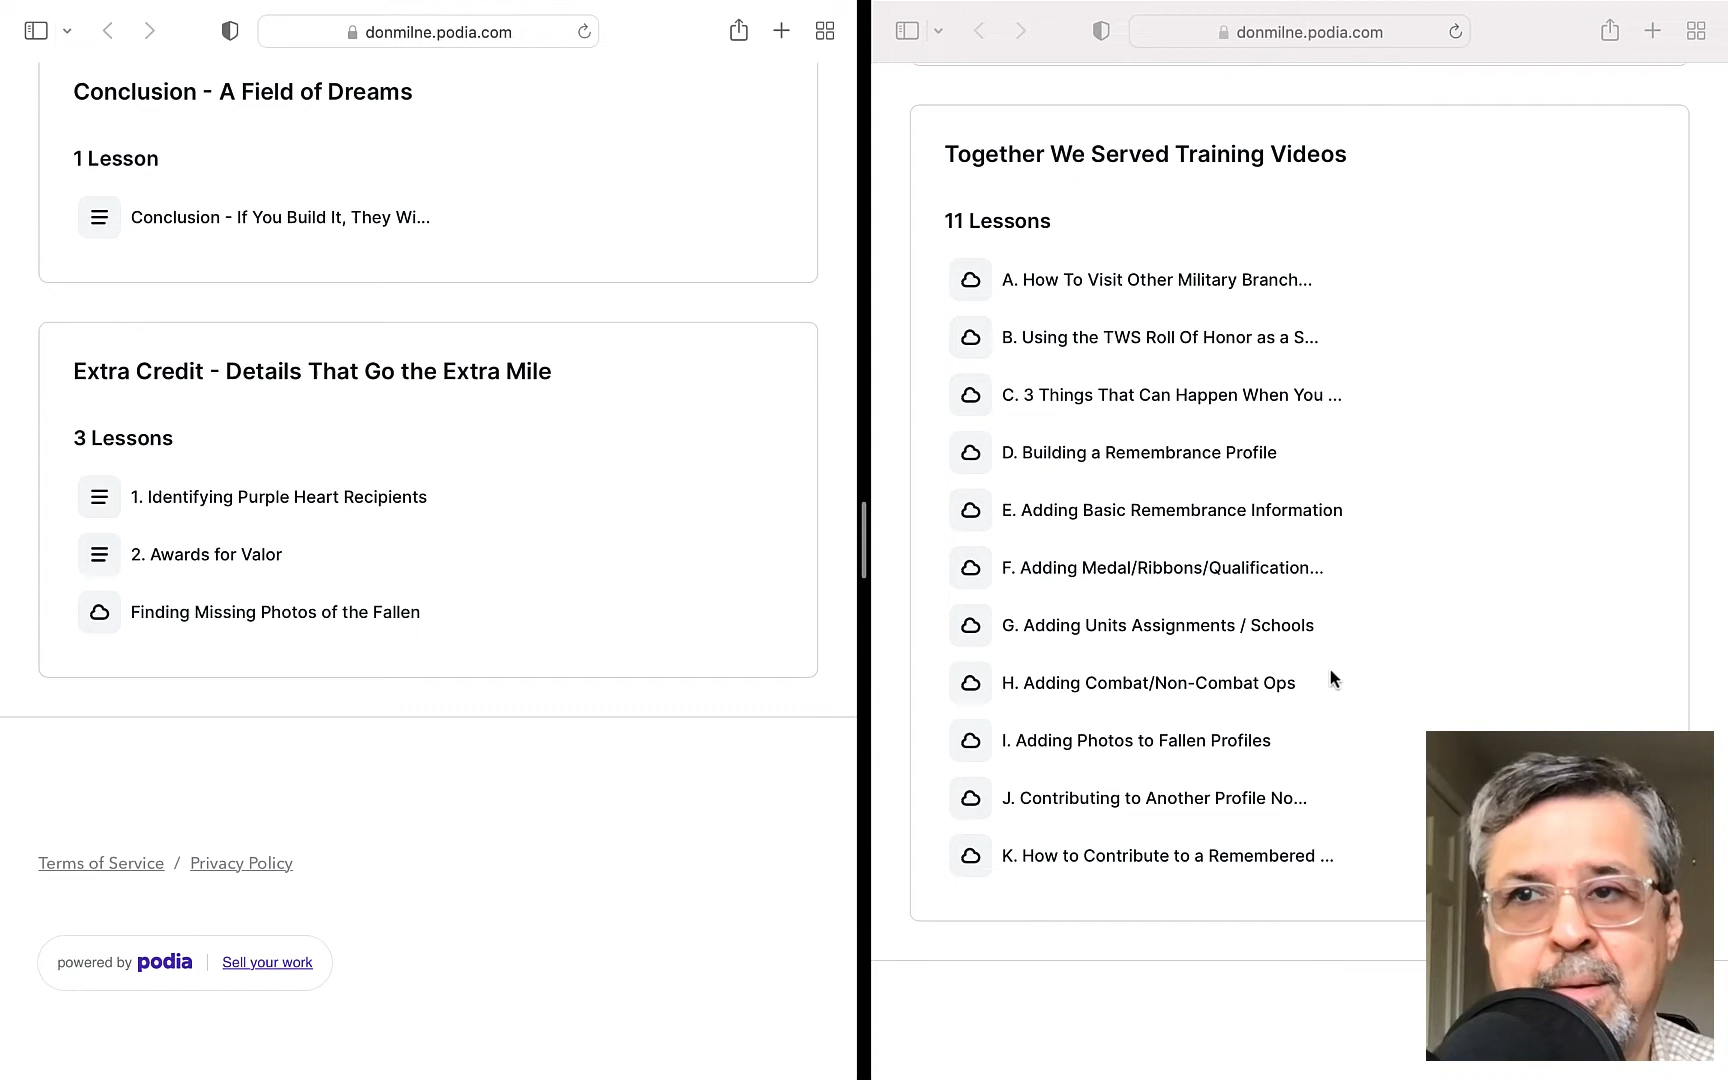 donmilne.podia.com
Conclusion - A Field of Dreams
1 Lesson
Conclusion - If You Build It, They Wi...
Extra Credit - Details That Go the Extra Mile
3 Lessons
1. Identifying Purple Heart Recipients
2. Awards for Valor
Finding Missing Photos of the Fallen
Terms of Service / Privacy Policy
powered by podia | Sell your work
donmilne.podia.com
Together We Served Training Videos
11 Lessons
A. How To Visit Other Military Branch...
B. Using the TWS Roll Of Honor as a S...
C. 3 Things That Can Happen When You ...
D. Building a Remembrance Profile
E. Adding Basic Remembrance Information
F. Adding Medal/Ribbons/Qualification...
G. Adding Units Assignments / Schools
H. Adding Combat/Non-Combat Ops
I. Adding Photos to Fallen Profiles
J. Contributing to Another Profile No...
K. How to Contribute to a Remembered ...